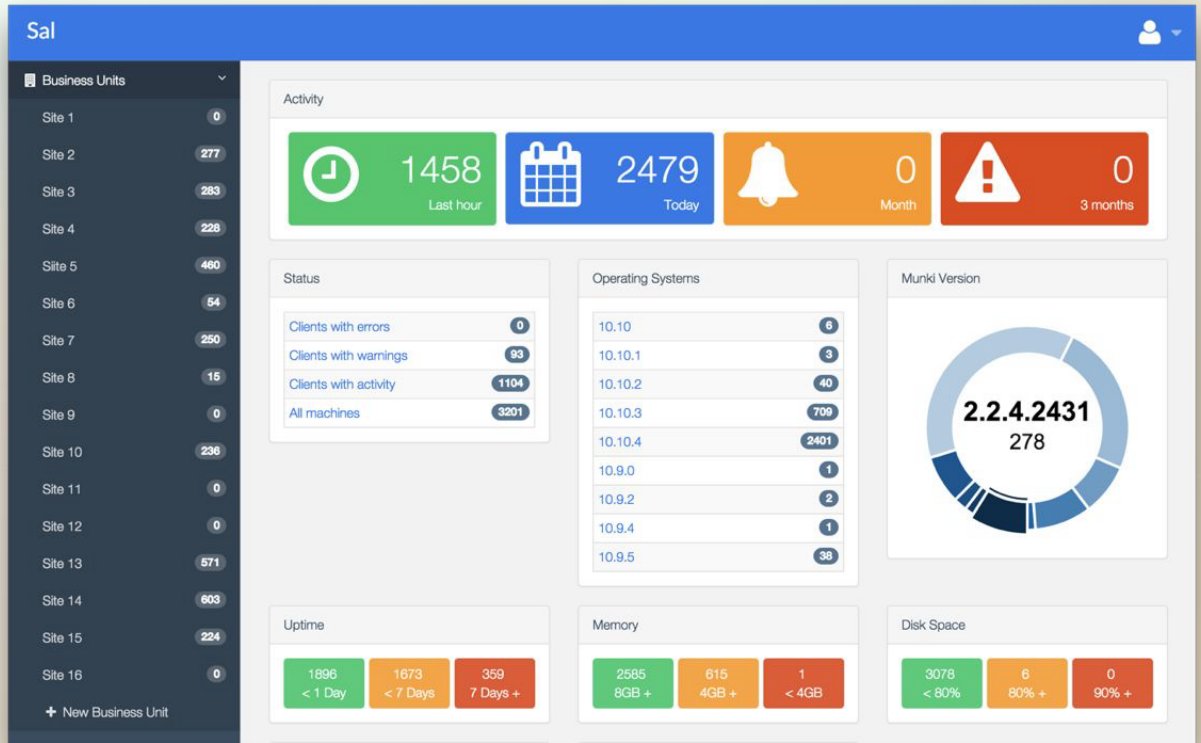 Sal
Business Units
Site 1 0
Site 2 277
Site 3 283
Site 4 228
Siite 5 460
Site 6 54
Site 7 250
Site 8 15
Site 9 0
Site 10 236
Site 11 0
Site 12 0
Site 13 571
Site 14 603
Site 15 224
Site 16 0
+ New Business Unit
Activity
1458
Last hour
2479
Today
0
Month
0
3 months
Status
Clients with errors 0
Clients with warnings 93
Clients with activity 1104
All machines 3201
Operating Systems
10.10 6
10.10.1 3
10.10.2 40
10.10.3 709
10.10.4 2401
10.9.0 1
10.9.2 2
10.9.4 1
10.9.5 38
Munki Version
2.2.4.2431
278
Uptime
1896
< 1 Day
1673
< 7 Days
359
7 Days +
Memory
2585
8GB +
615
4GB +
1
< 4GB
Disk Space
3078
< 80%
6
80% +
0
90% +